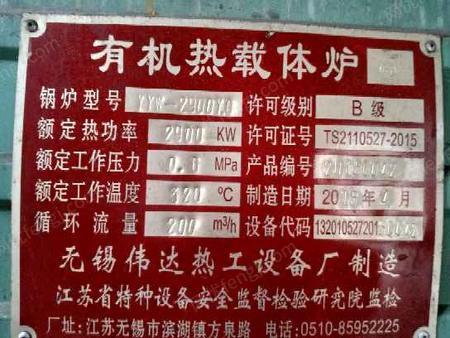 有机热载体炉
锅炉型号 YYW-2900YQ 许可级别 B 级
额定热功率 2900 KW 许可证号 TS2110527-2015
额定工作压力 0.6 MPa 产品编号
额定工作温度 320 ℃ 制造日期 年 月
循环流量 200 m³/h 设备代码
无锡伟达热工设备厂制造
江苏省特种设备安全监督检验研究院监检
厂址:江苏无锡市滨湖镇方泉路 电话:0510-85952225